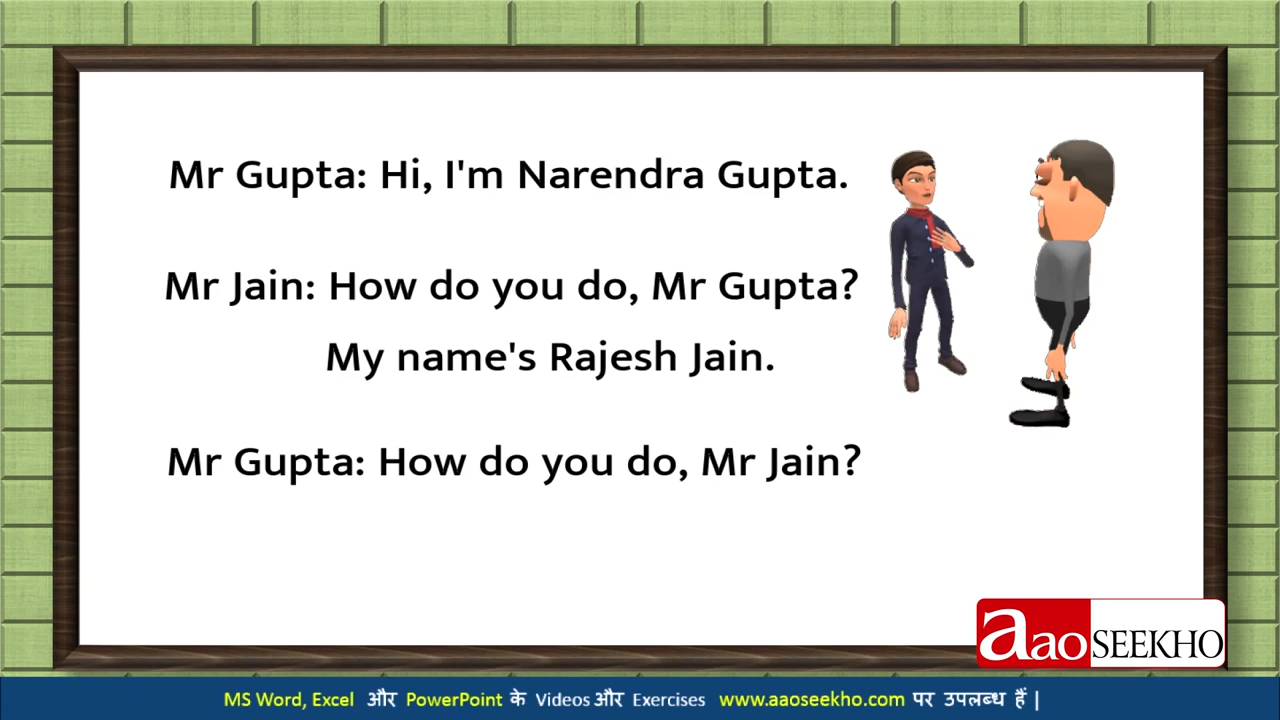 Mr Gupta: Hi, I'm Narendra Gupta.
Mr Jain: How do you do, Mr Gupta?
My name's Rajesh Jain.
Mr Gupta: How do you do, Mr Jain?
aaoSEEKHO
MS Word, Excel और PowerPoint के Videos और Exercises www.aaoseekho.com पर उपलब्ध हैं |